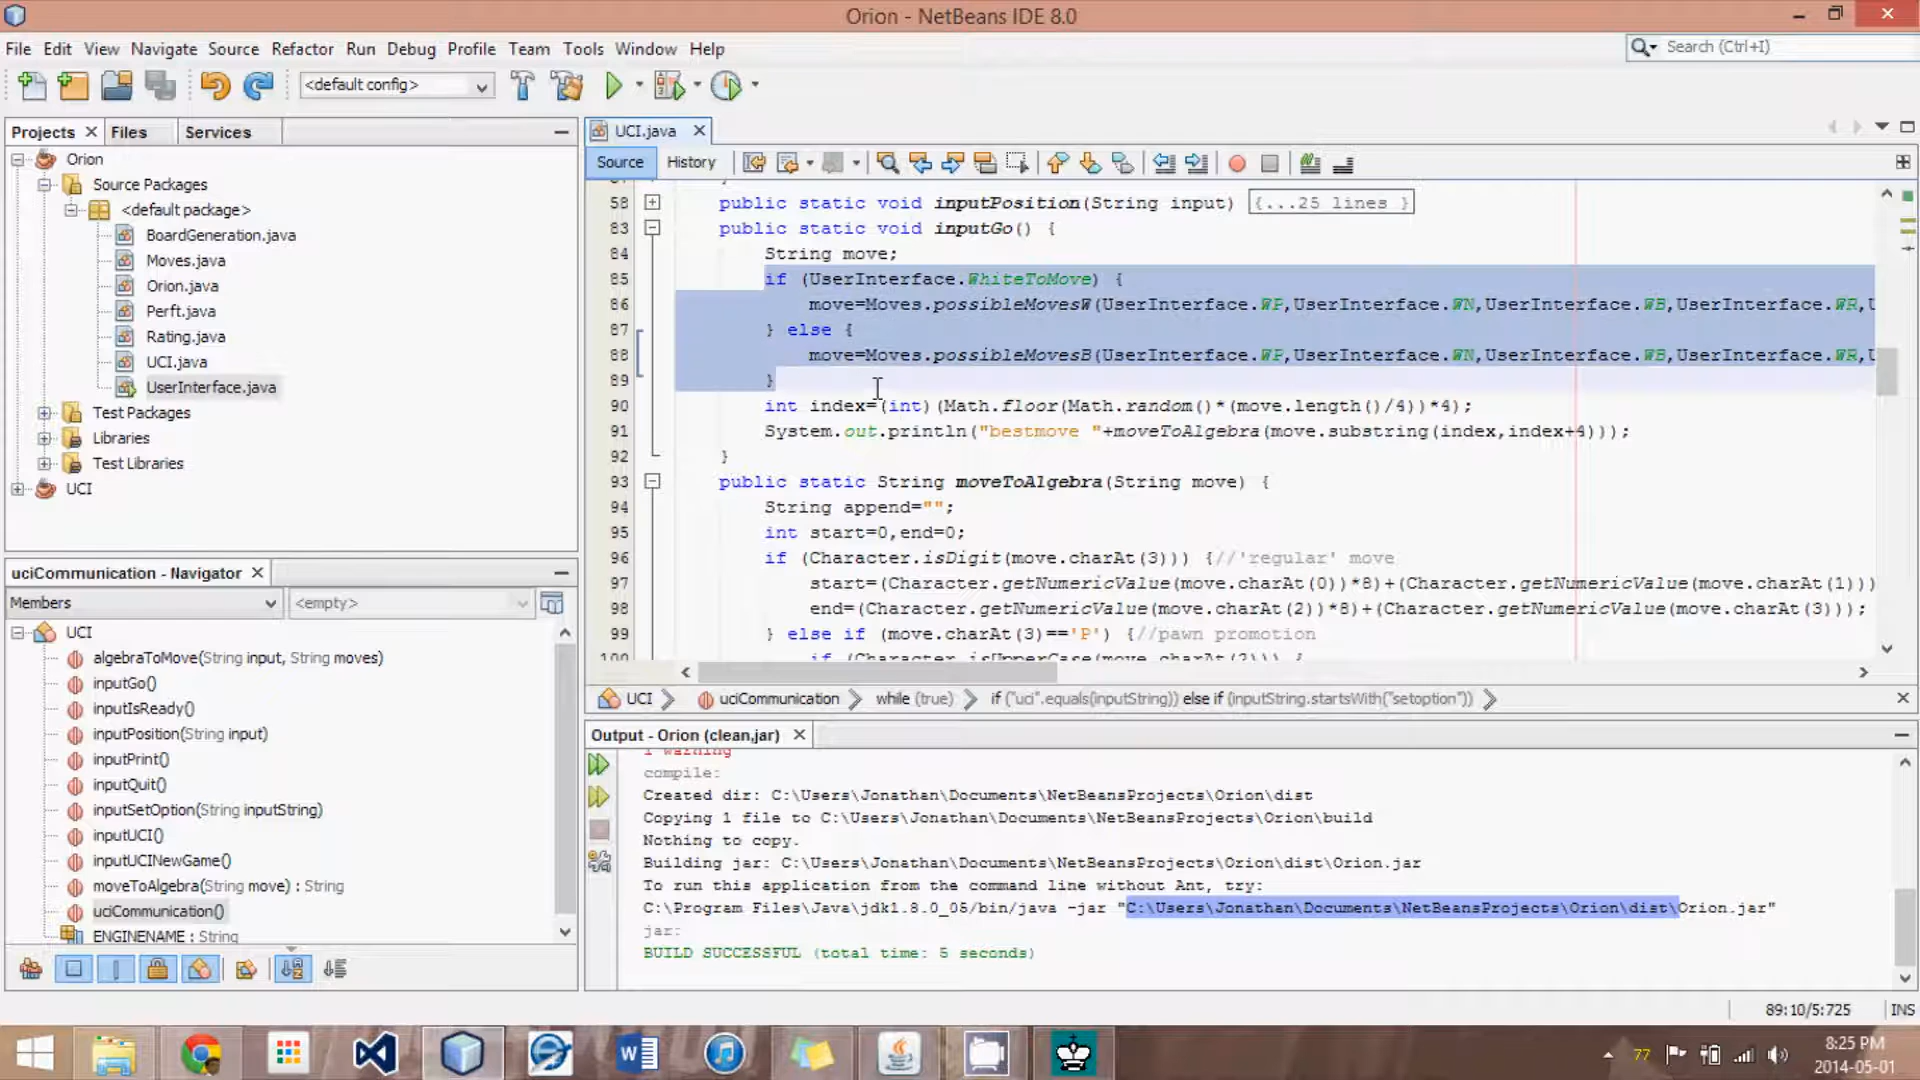 Orion - NetBeans IDE 8.0
File Edit View Navigate Source Refactor Run Debug Profile Team Tools Window Help
Search (Ctrl+I)
<default config>
Projects Files Services
Orion
Source Packages
<default package>
BoardGeneration.java
Moves.java
Orion.java
Perft.java
Rating.java
UCI.java
UserInterface.java
Test Packages
Libraries
Test Libraries
UCI
uciCommunication - Navigator
Members <empty>
UCI
algebraToMove(String input, String moves)
inputGo()
inputIsReady()
inputPosition(String input)
inputPrint()
inputQuit()
inputSetOption(String inputString)
inputUCI()
inputUCINewGame()
moveToAlgebra(String move) : String
uciCommunication()
ENGINENAME : String
UCI.java
Source History
58 public static void inputPosition(String input) {...25 lines }
83 public static void inputGo() {
84 String move;
85 if (UserInterface.WhiteToMove) {
86 move=Moves.possibleMovesW(UserInterface.WP,UserInterface.WN,UserInterface.WB,UserInterface.WR,U
87 } else {
88 move=Moves.possibleMovesB(UserInterface.WP,UserInterface.WN,UserInterface.WB,UserInterface.WR,U
89 }
90 int index=(int)(Math.floor(Math.random()*(move.length()/4))*4);
91 System.out.println("bestmove "+moveToAlgebra(move.substring(index,index+4)));
92 }
93 public static String moveToAlgebra(String move) {
94 String append="";
95 int start=0,end=0;
96 if (Character.isDigit(move.charAt(3))) {//'regular' move
97 start=(Character.getNumericValue(move.charAt(0))*8)+(Character.getNumericValue(move.charAt(1)))
98 end=(Character.getNumericValue(move.charAt(2))*8)+(Character.getNumericValue(move.charAt(3)));
99 } else if (move.charAt(3)=='P') {//pawn promotion
100 if (Character.isUpperCase(move.charAt(2))) {
UCI uciCommunication while (true) if ("uci".equals(inputString)) else if (inputString.startsWith("setoption"))
Output - Orion (clean,jar)
1 warning
compile:
Created dir: C:\Users\Jonathan\Documents\NetBeansProjects\Orion\dist
Copying 1 file to C:\Users\Jonathan\Documents\NetBeansProjects\Orion\build
Nothing to copy.
Building jar: C:\Users\Jonathan\Documents\NetBeansProjects\Orion\dist\Orion.jar
To run this application from the command line without Ant, try:
C:\Program Files\Java\jdk1.8.0_05/bin/java -jar "C:\Users\Jonathan\Documents\NetBeansProjects\Orion\dist\Orion.jar"
jar:
BUILD SUCCESSFUL (total time: 5 seconds)
89:10/5:725 INS
77
8:25 PM
2014-05-01